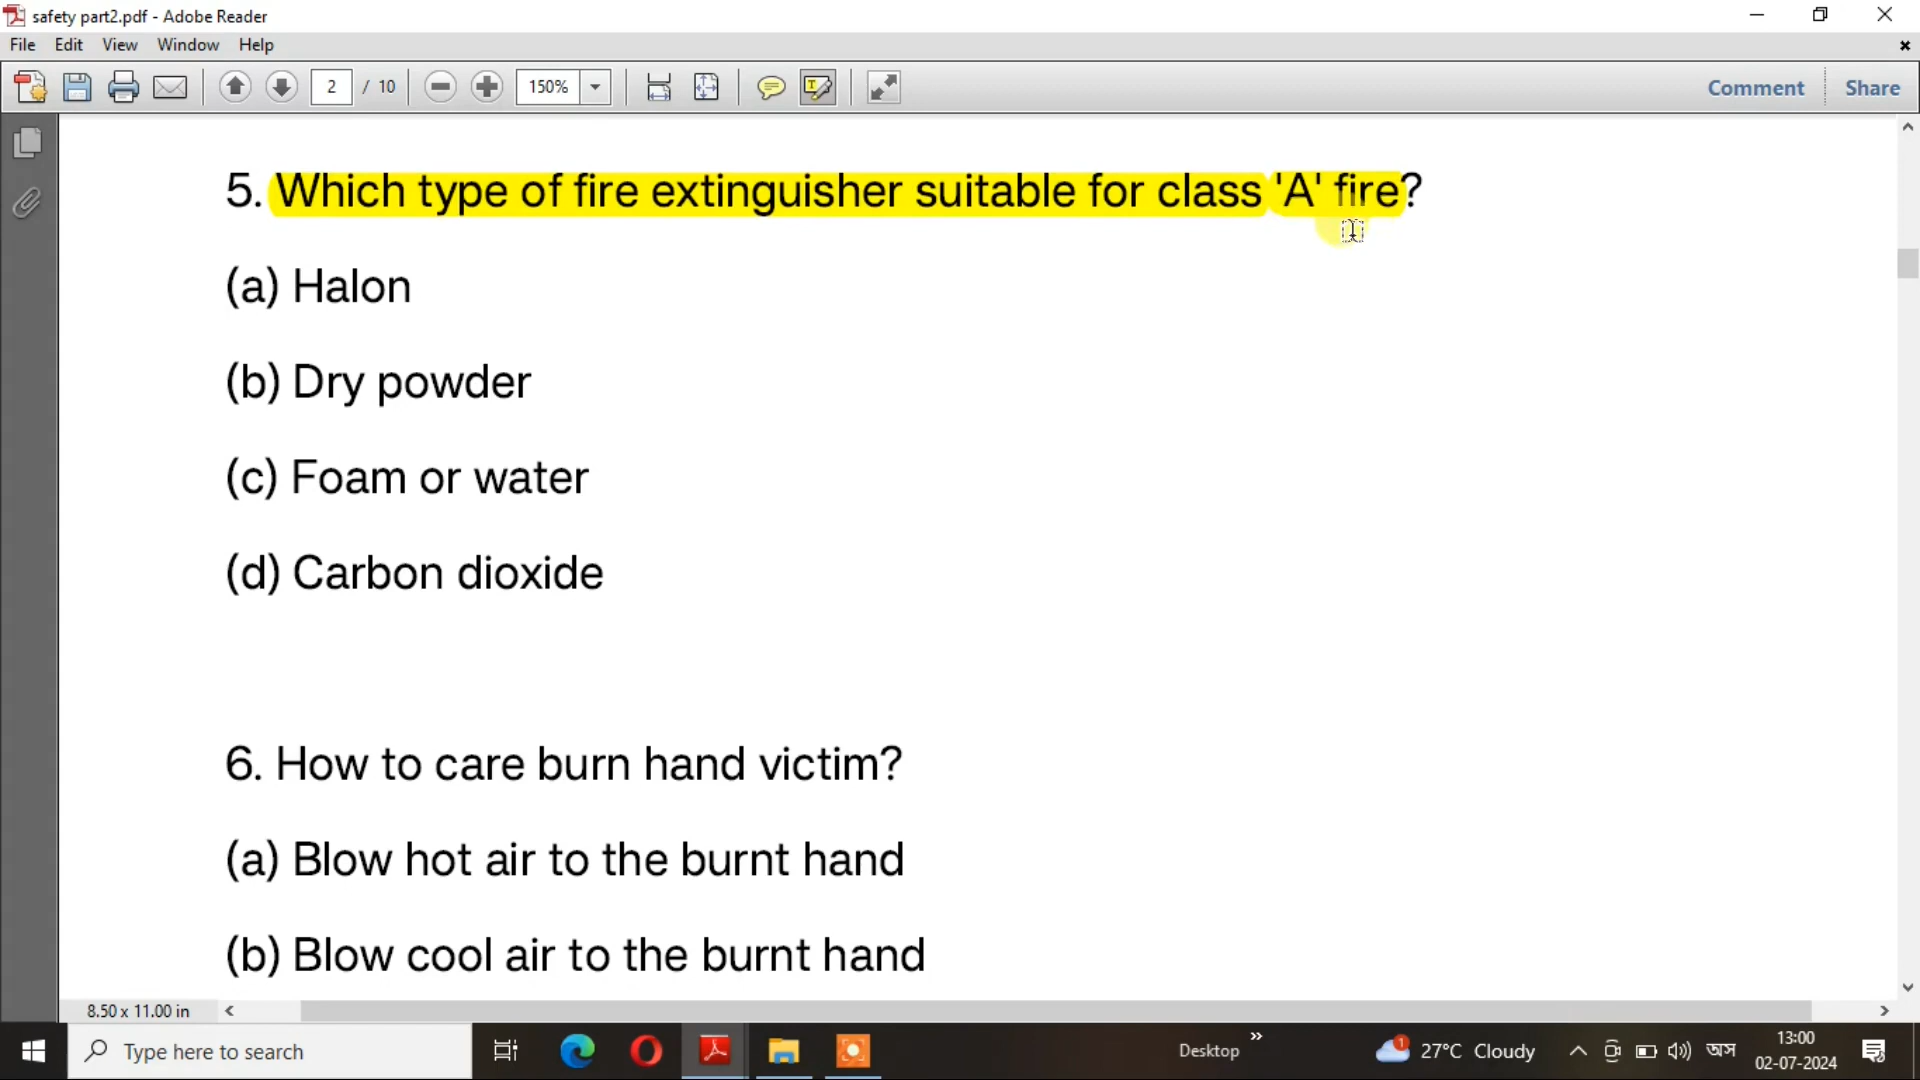 safety part2.pdf - Adobe Reader
File Edit View Window Help
2 / 10 150% Comment Share
5. Which type of fire extinguisher suitable for class 'A' fire?
(a) Halon
(b) Dry powder
(c) Foam or water
(d) Carbon dioxide
6. How to care burn hand victim?
(a) Blow hot air to the burnt hand
(b) Blow cool air to the burnt hand
8.50 x 11.00 in
Type here to search
Desktop
1
27°C Cloudy
অস
13:00
02-07-2024